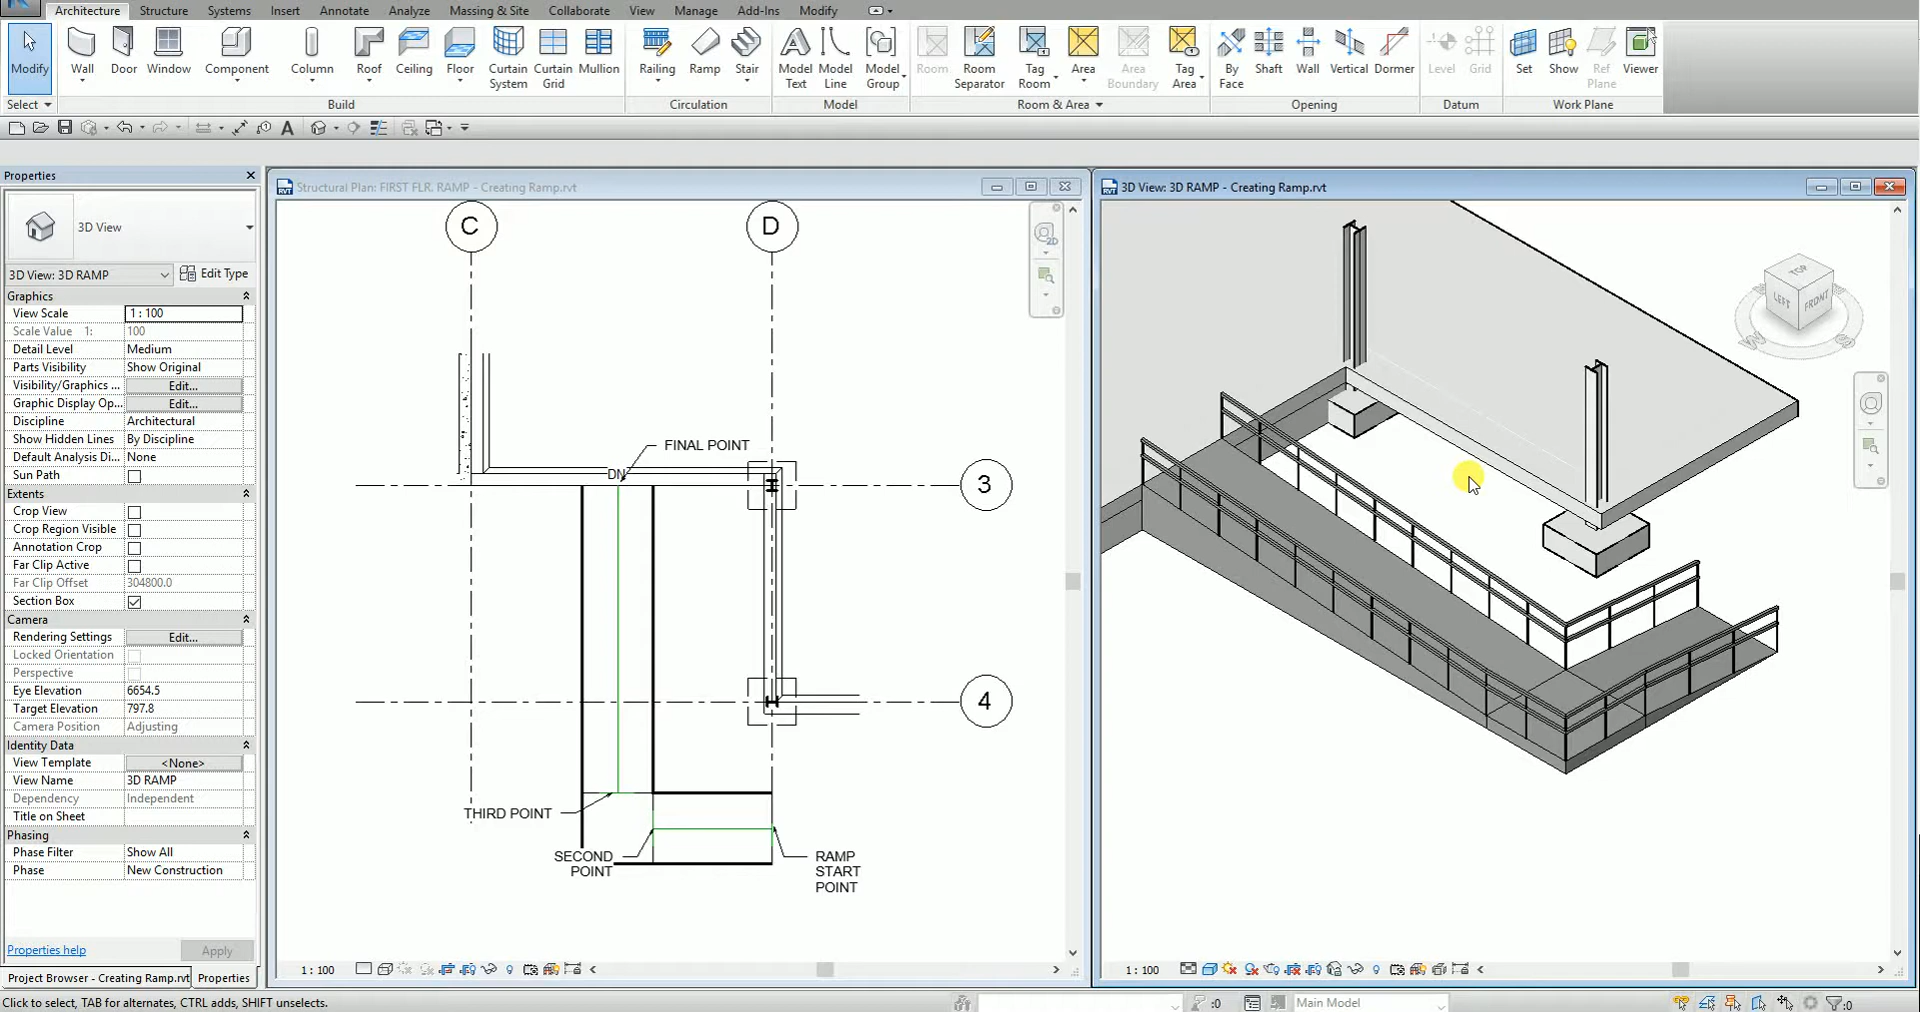 Architecture Structure Systems Insert Annotate Analyze Massing & Site Collaborate View Manage Add-Ins Modify
Modify Wall Door Window Component Column Roof Ceiling Floor Curtain System Curtain Grid Mullion Railing Ramp Stair Model Text Model Line Model Group Room Room Separator Tag Room Area Area Boundary Tag Area By Face Shaft Wall Vertical Dormer Level Grid Set Show Ref Plane Viewer
Select Build Circulation Model Room & Area Opening Datum Work Plane
Properties
3D View
3D View: 3D RAMP Edit Type
Graphics
View Scale 1 : 100
Scale Value 1: 100
Detail Level Medium
Parts Visibility Show Original
Visibility/Graphics ... Edit...
Graphic Display Op... Edit...
Discipline Architectural
Show Hidden Lines By Discipline
Default Analysis Di... None
Sun Path
Extents
Crop View
Crop Region Visible
Annotation Crop
Far Clip Active
Far Clip Offset 304800.0
Section Box
Camera
Rendering Settings Edit...
Locked Orientation
Perspective
Eye Elevation 6654.5
Target Elevation 797.8
Camera Position Adjusting
Identity Data
View Template <None>
View Name 3D RAMP
Dependency Independent
Title on Sheet
Phasing
Phase Filter Show All
Phase New Construction
Properties help Apply
Project Browser - Creating Ramp.rvt Properties
Structural Plan: FIRST FLR. RAMP - Creating Ramp.rvt
C D
2D
FINAL POINT
DN
3
4
THIRD POINT
SECOND
POINT
RAMP
START
POINT
1 : 100
3D View: 3D RAMP - Creating Ramp.rvt
TOP
LEFT FRONT
W S
1 : 100
Click to select, TAB for alternates, CTRL adds, SHIFT unselects.
:0 Main Model :0